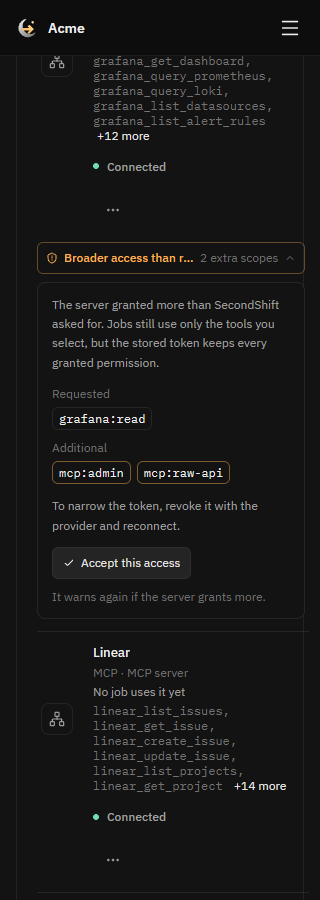 Acme
grafana_get_dashboard,
grafana_query_prometheus,
grafana_query_loki,
grafana_list_datasources,
grafana_list_alert_rules
+12 more
Connected
...
Broader access than r... 2 extra scopes
The server granted more than SecondShift
asked for. Jobs still use only the tools you
select, but the stored token keeps every
granted permission.
Requested
grafana:read
Additional
mcp:admin mcp:raw-api
To narrow the token, revoke it with the
provider and reconnect.
Accept this access
It warns again if the server grants more.
Linear
MCP · MCP server
No job uses it yet
linear_list_issues,
linear_get_issue,
linear_create_issue,
linear_update_issue,
linear_list_projects,
linear_get_project +14 more
Connected
...